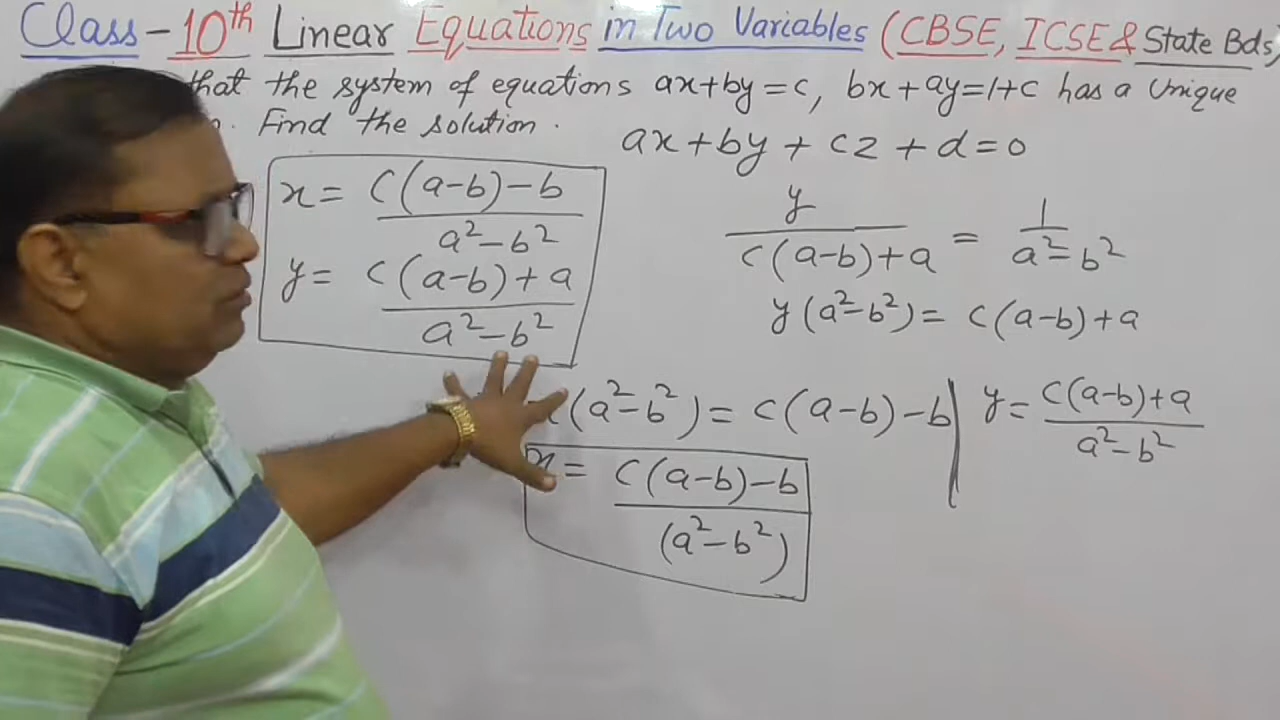 Class-10th Linear Equations in Two Variables (CBSE, ICSE & State Bds)
that the system of equations ax+by=c, bx+ay=1+c has a Unique
Find the solution.
ax+by+cz+d=0
x= c(a-b)-b
a²-b²
y= c(a-b)+a
a²-b²
y/c(a-b)+a = 1/a²-b²
y(a²-b²)= c(a-b)+a
(a²-b²)= c(a-b)-b
x= c(a-b)-b
(a²-b²)
y= c(a-b)+a
a²-b²